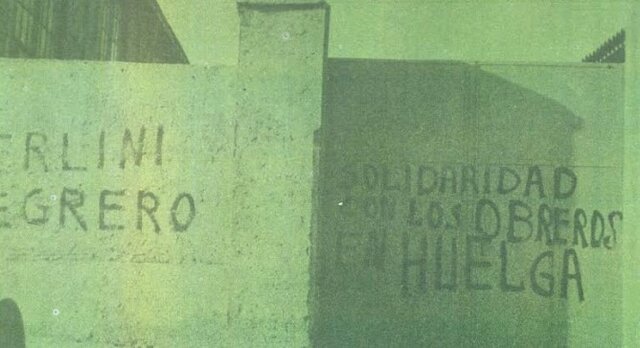 ERLINI
EGRERO
SOLIDARIDAD
CON LOS OBREROS
EN HUELGA